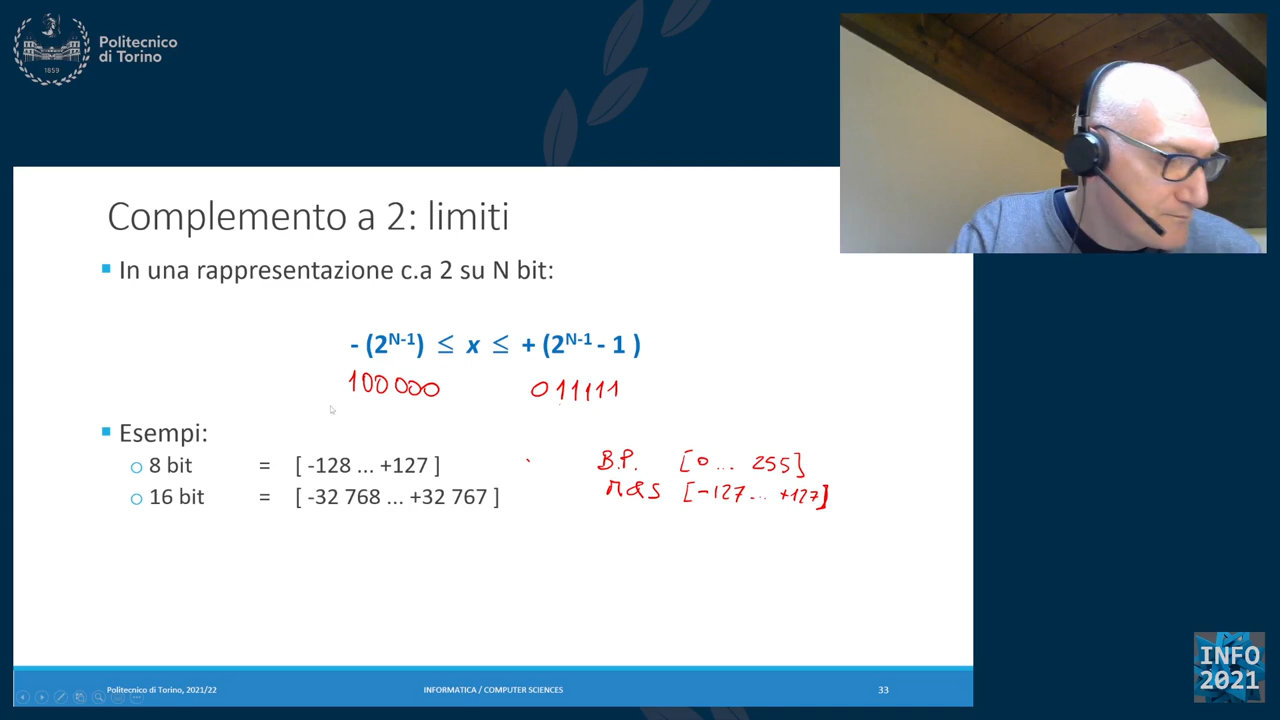 Politecnico
di Torino
1859
Complemento a 2: limiti
▪ In una rappresentazione c.a 2 su N bit:
- (2^N-1) ≤ x ≤ + (2^N-1 - 1 )
100000 011111
▪ Esempi:
o 8 bit = [ -128 ... +127 ] B.P. [0... 255]
o 16 bit = [ -32 768 ... +32 767 ] M&S [-127... +127]
Politecnico di Torino, 2021/22 INFORMATICA / COMPUTER SCIENCES 33
INFO
2021